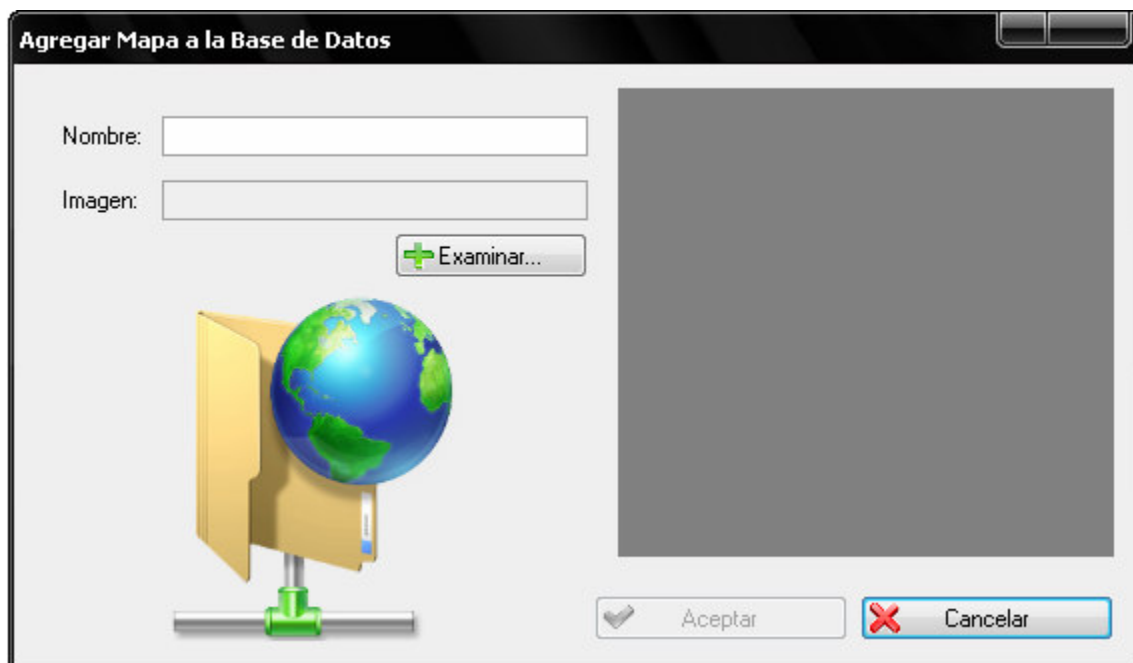 Agregar Mapa a la Base de Datos
Nombre:
Imagen:
Examinar...
Aceptar
Cancelar